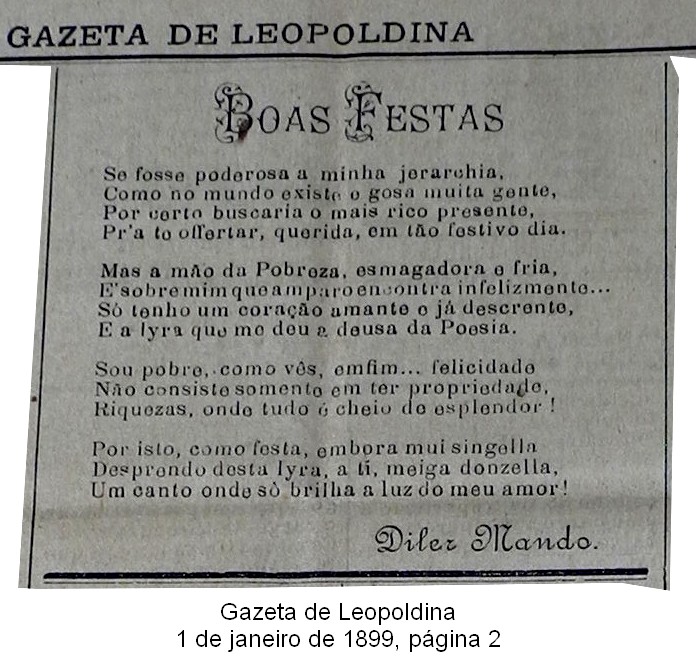 GAZETA DE LEOPOLDINA
BOAS FESTAS
Se fosse poderosa a minha jerarchia,
Como no mundo existe e gosa muita gente,
Por certo buscaria o mais rico presente,
Pr'a te offertar, querida, em tão festivo dia.
Mas a mão da Pobreza, esmagadora e fria,
E' sobre mim que amparo encontra infelizmente...
Só tenho um coração amante e já descrente,
E a lyra que me deu a deusa da Poesia.
Sou pobre, como vês, emfim... felicidade
Não consiste somente em ter propriedade,
Riquezas, onde tudo é cheio de esplendor !
Por isto, como festa, embora mui singella
Desprendo desta lyra, a ti, meiga donzella,
Um canto onde só brilha a luz do meu amor!
Diler Mando.
Gazeta de Leopoldina
1 de janeiro de 1899, página 2